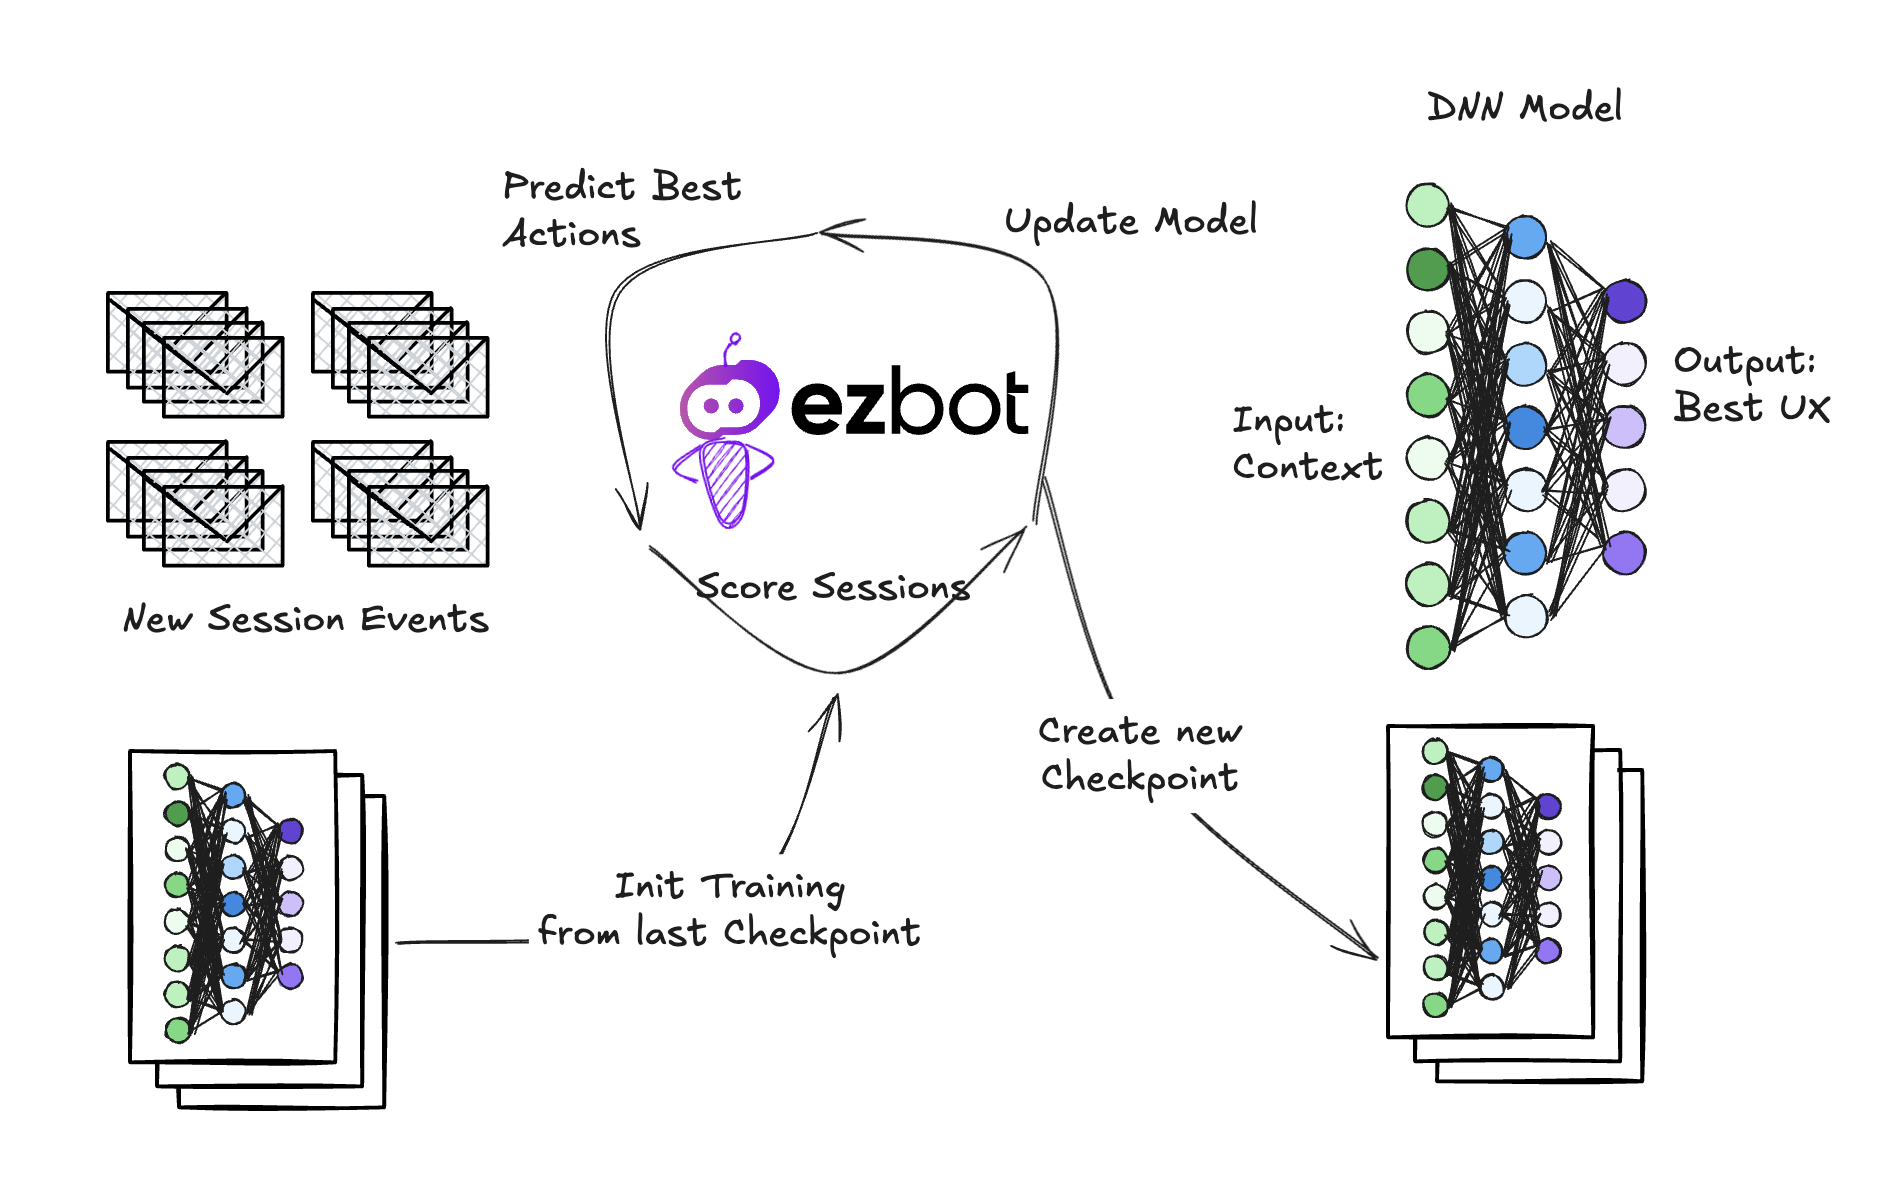 DNN Model
Predict Best
Actions
Update Model
ezbot
Output:
Best UX
Input:
Context
Score Sessions
New Session Events
Create new
Checkpoint
Init Training
from last Checkpoint